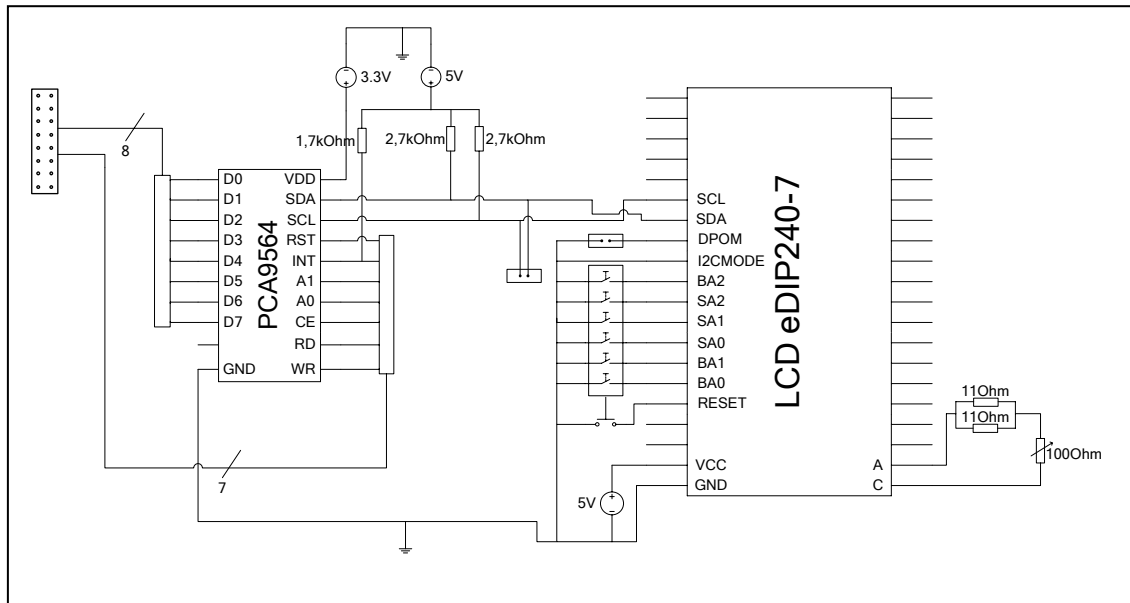 3.3V
5V
1,7kOhm
2,7kOhm
2,7kOhm
8
7
PCA9564
D0
D1
D2
D3
D4
D5
D6
D7
GND
VDD
SDA
SCL
RST
INT
A1
A0
CE
RD
WR
LCD eDIP240-7
SCL
SDA
DPOM
I2CMODE
BA2
SA2
SA1
SA0
BA1
BA0
RESET
VCC
GND
A
C
5V
11Ohm
11Ohm
100Ohm